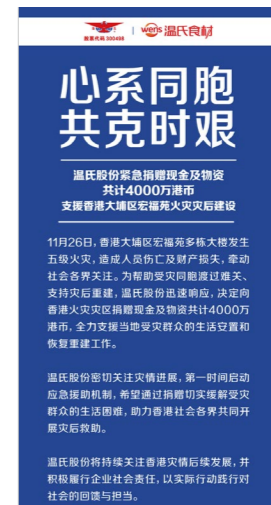 股票代码 300498
wens 温氏食材
心系同胞
共克时艰
温氏股份紧急捐赠现金及物资
共计4000万港币
支援香港大埔区宏福苑火灾灾后建设
11月26日，香港大埔区宏福苑多栋大楼发生
五级火灾，造成人员伤亡及财产损失，牵动
社会各界关注。为帮助受灾同胞渡过难关、
支持灾后重建，温氏股份迅速响应，决定向
香港火灾灾区捐赠现金及物资共计4000万
港币，全力支援当地受灾群众的生活安置和
恢复重建工作。
温氏股份密切关注灾情进展，第一时间启动
应急援助机制，希望通过捐赠切实缓解受灾
群众的生活困难，助力香港社会各界共同开
展灾后救助。
温氏股份将持续关注香港灾情后续发展，并
积极履行企业社会责任，以实际行动践行对
社会的回馈与担当。